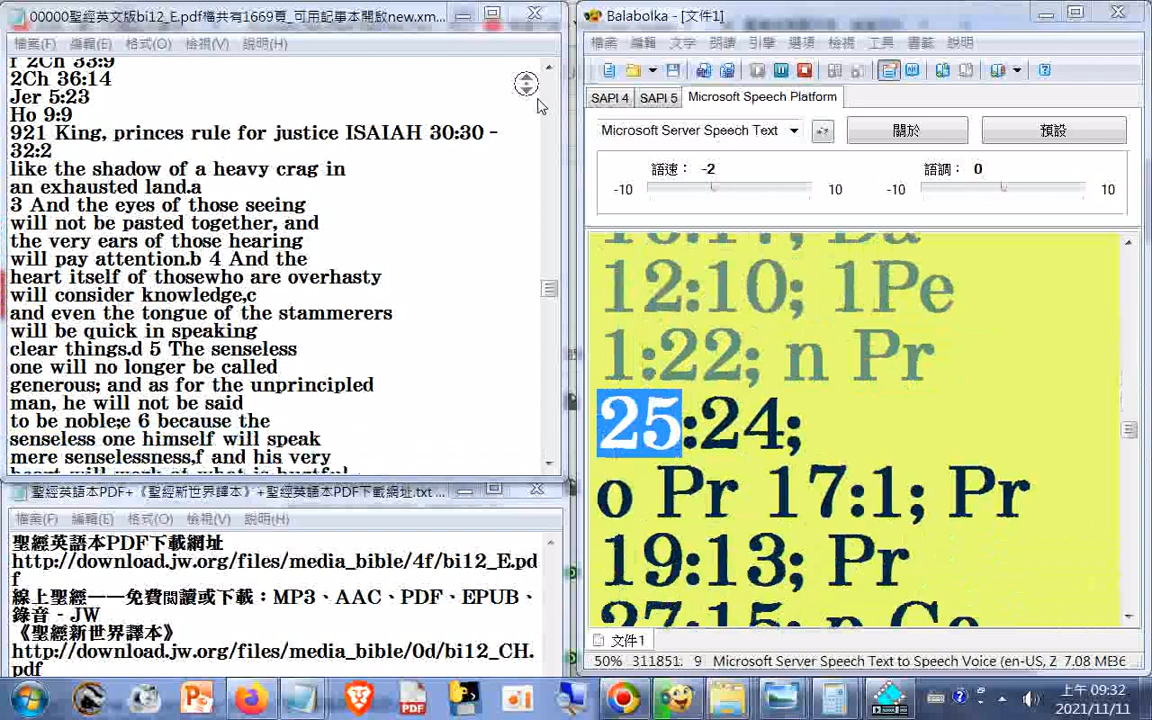 00000聖經英文版bi12_E.pdf檔共有1669頁_可用記事本開啟new.xm...
檔案(F) 編輯(E) 格式(O) 檢視(V) 說明(H)
r 2Ch 33:9
2Ch 36:14
Jer 5:23
Ho 9:9
921 King, princes rule for justice ISAIAH 30:30 -
32:2
like the shadow of a heavy crag in
an exhausted land.a
3 And the eyes of those seeing
will not be pasted together, and
the very ears of those hearing
will pay attention.b 4 And the
heart itself of thosewho are overhasty
will consider knowledge,c
and even the tongue of the stammerers
will be quick in speaking
clear things.d 5 The senseless
one will no longer be called
generous; and as for the unprincipled
man, he will not be said
to be noble;e 6 because the
senseless one himself will speak
mere senselessness,f and his very
heart will work at what is hurtful
聖經英語本PDF+《聖經新世界譯本》+聖經英語本PDF下載網址.txt ...
檔案(F) 編輯(E) 格式(O) 檢視(V) 說明(H)
聖經英語本PDF下載網址
http://download.jw.org/files/media_bible/4f/bi12_E.pd
f
線上聖經——免費閱讀或下載：MP3、AAC、PDF、EPUB、
錄音 - JW
《聖經新世界譯本》
http://download.jw.org/files/media_bible/0d/bi12_CH.
pdf
Balabolka - [文件1]
檔案 編輯 文字 朗讀 引擎 選項 檢視 工具 書籤 說明
SAPI 4 SAPI 5 Microsoft Speech Platform
Microsoft Server Speech Text 關於 預設
語速： -2 語調： 0
-10 10 -10 10
12:10; 1Pe
1:22; n Pr
25:24;
o Pr 17:1; Pr
19:13; Pr
27:15; p Ge
文件1
50% 311851. 9 Microsoft Server Speech Text to Speech Voice (en-US, Z 7.08 MB
上午 09:32
2021/11/11